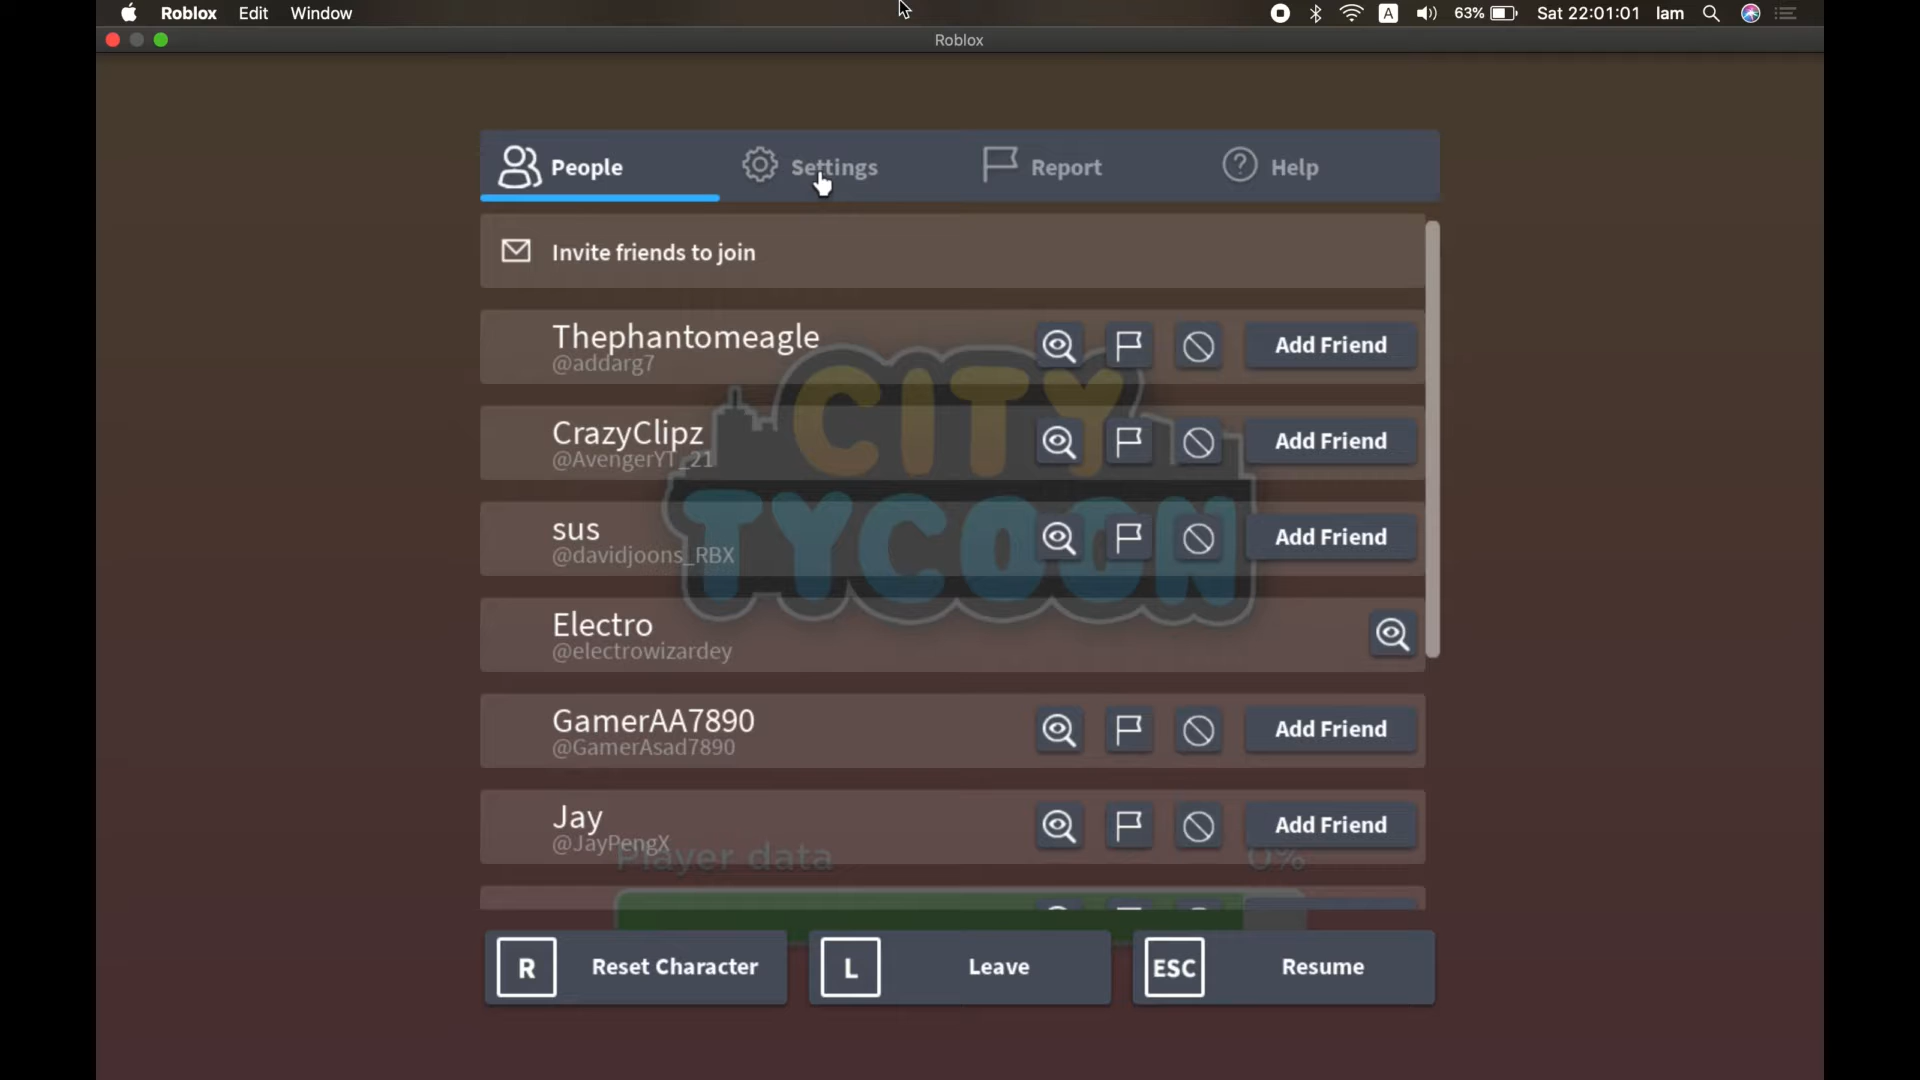 Roblox Edit Window A 63% Sat 22:01:01 Iam
Roblox
People Settings Report Help
Invite friends to join
Thephantomeagle
@addarg7
Add Friend
CrazyClipz
@AvengerYT_21
Add Friend
sus
@davidjoons_RBX
Add Friend
CITY
TYCOON
Electro
@electrowizardey
GamerAA7890
@GamerAsad7890
Add Friend
Jay
@JayPengX
Add Friend
Player data 0%
R Reset Character L Leave ESC Resume